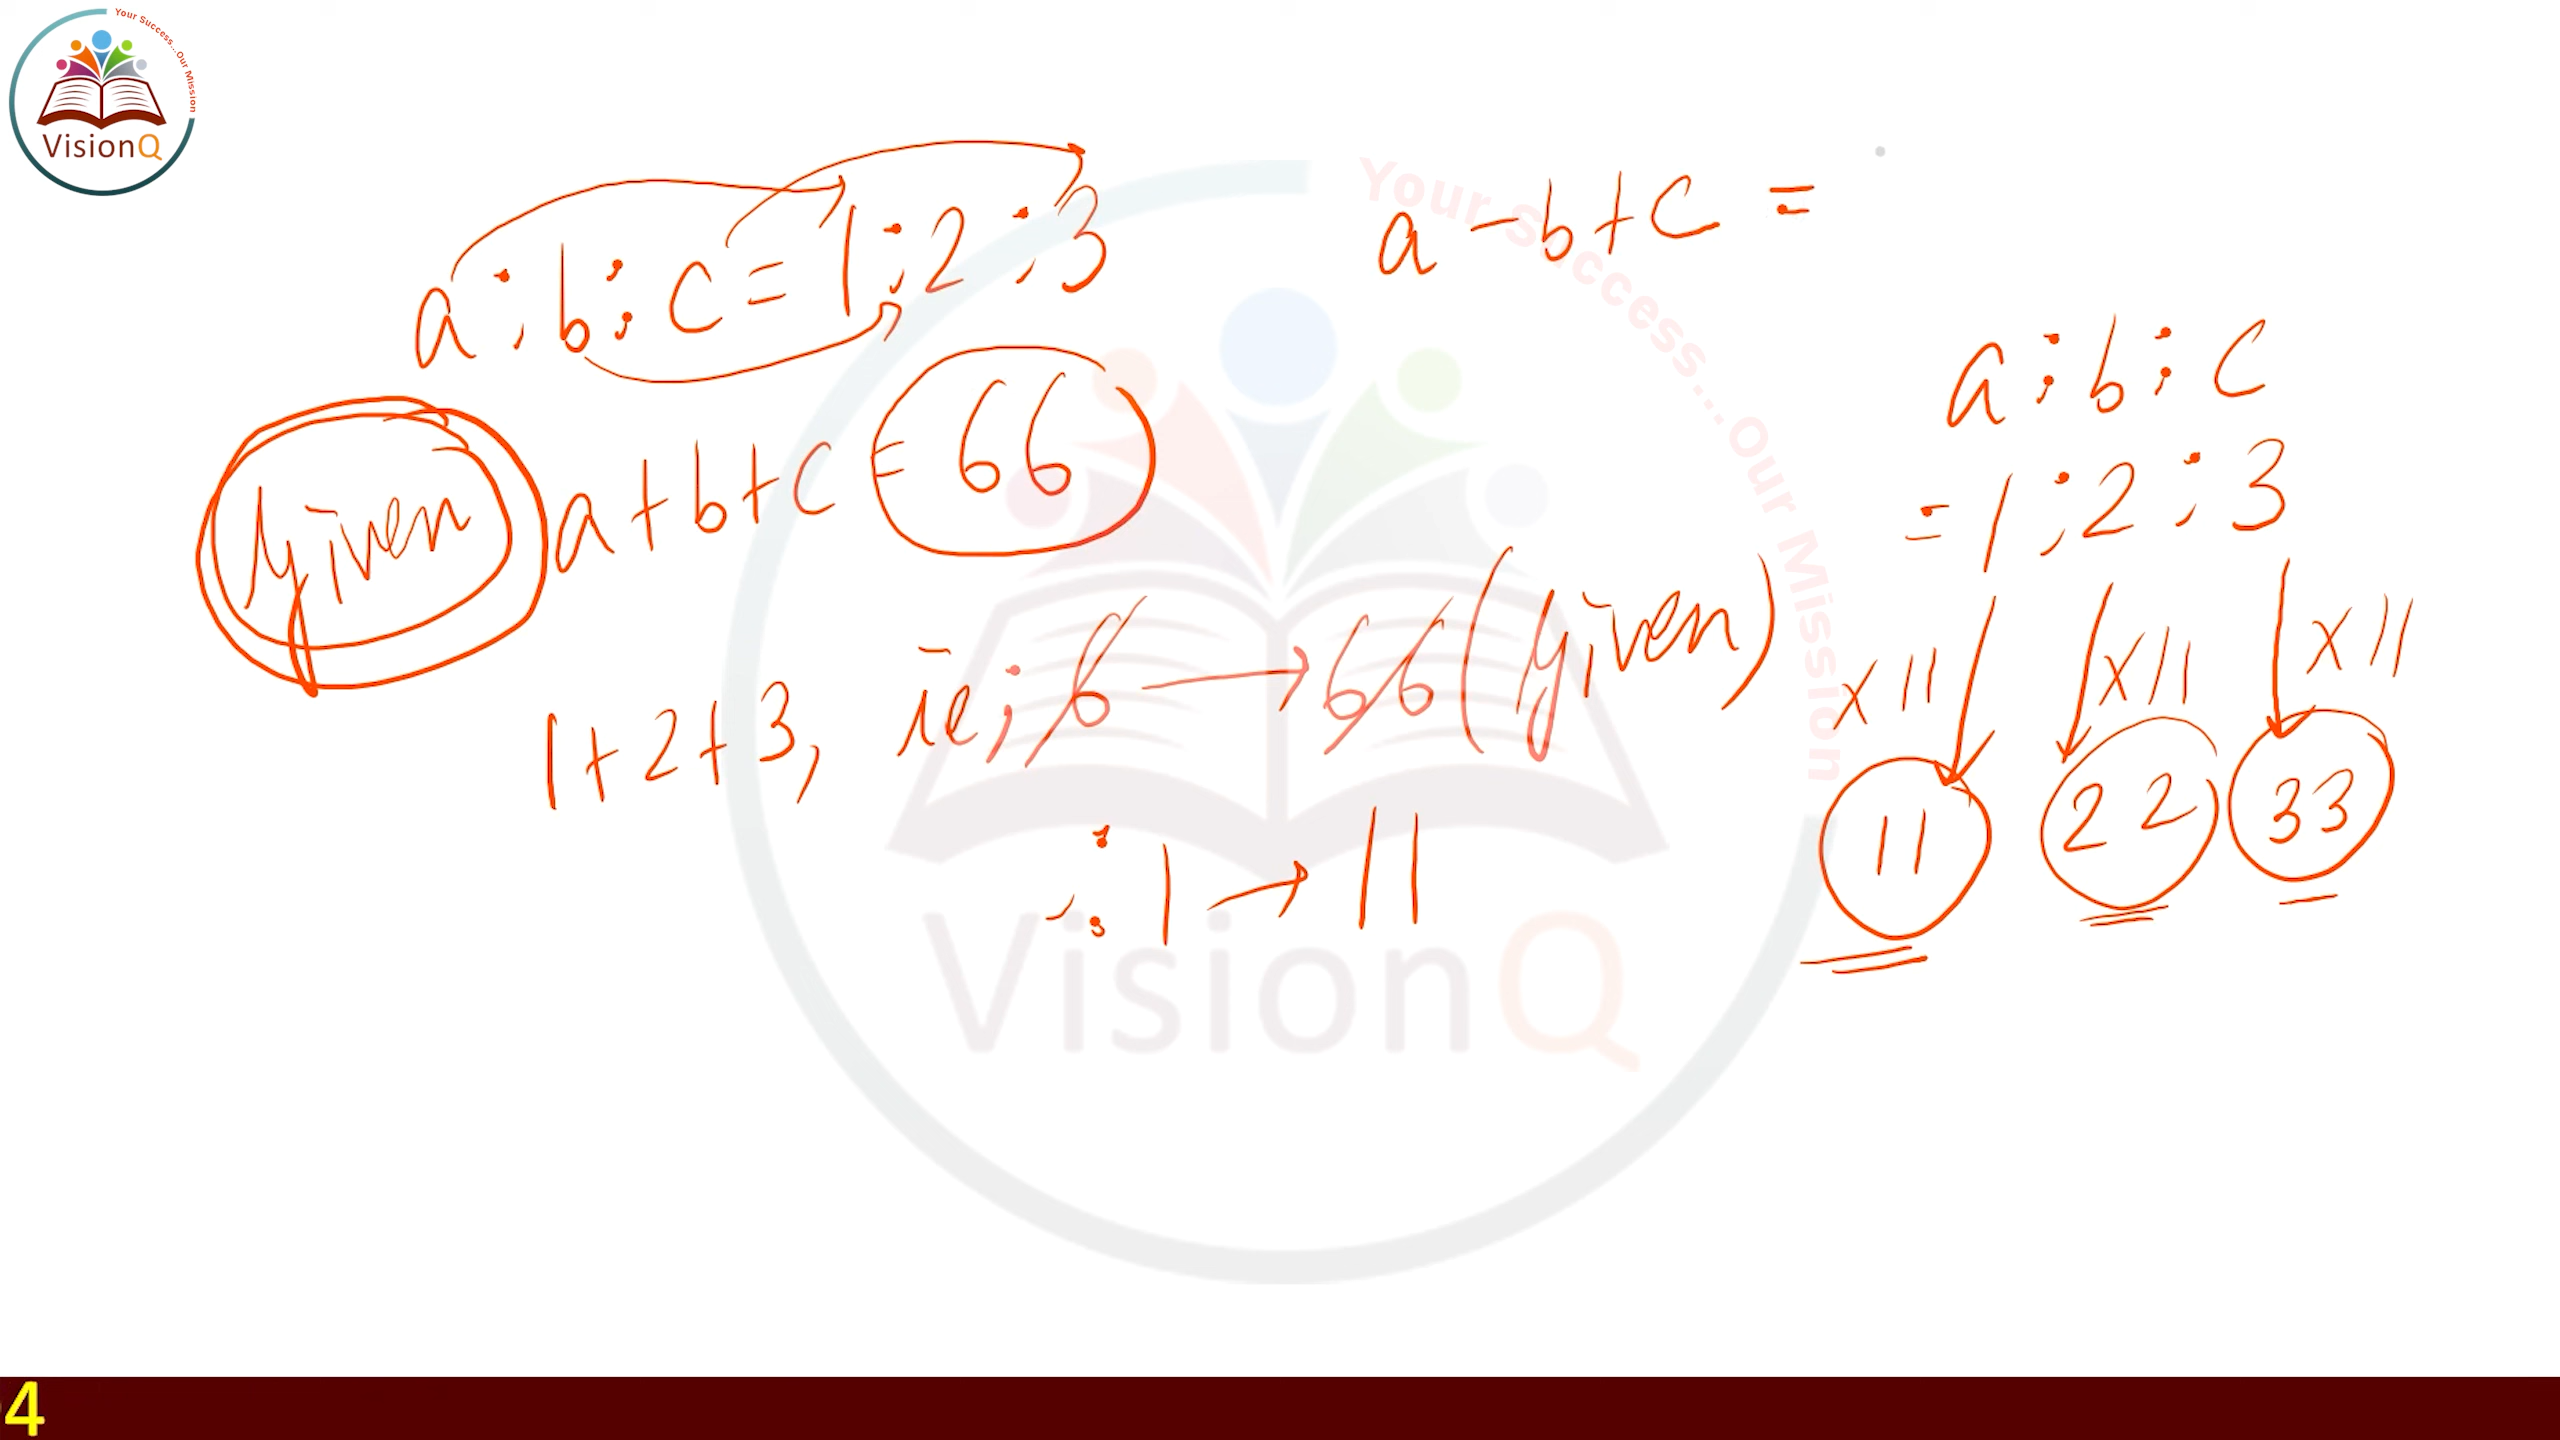 Your Success...Our Mission
VisionQ
a : b : c = 1 : 2 : 3
a - b + c =
Given a + b + c = 66
a : b : c
= 1 : 2 : 3
1 + 2 + 3, ie; 6 → 66 (Given)
x 11 x 11 x 11
∴ 1 → 11
11 22 33
Your Success...Our Mission
VisionQ
4